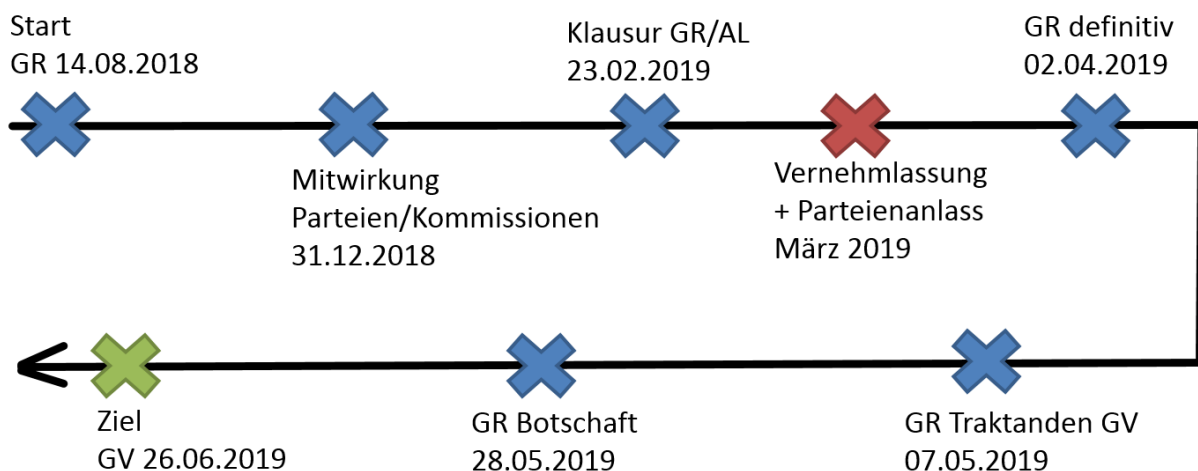 Start
GR 14.08.2018
Mitwirkung
Parteien/Kommissionen
31.12.2018
Klausur GR/AL
23.02.2019
Vernehmlassung
+ Parteienanlass
März 2019
GR definitiv
02.04.2019
GR Traktanden GV
07.05.2019
GR Botschaft
28.05.2019
Ziel
GV 26.06.2019